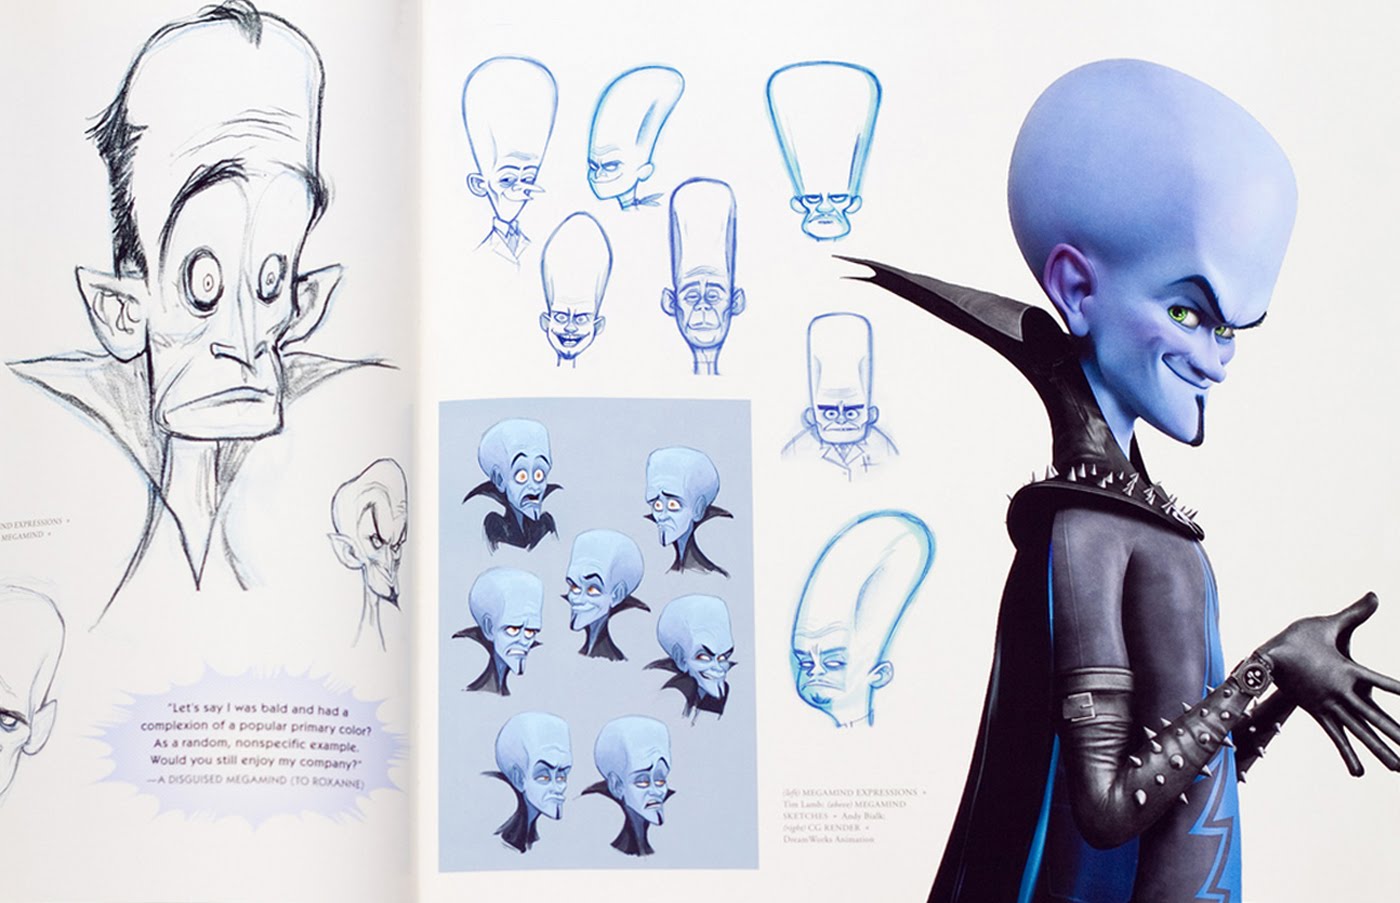 ND EXPRESSIONS •
MEGAMIND •
"Let's say I was bald and had a
complexion of a popular primary color?
As a random, nonspecific example.
Would you still enjoy my company?"
—A DISGUISED MEGAMIND (TO ROXANNE)
(left) MEGAMIND EXPRESSIONS •
Tim Lamb; (above) MEGAMIND
SKETCHES • Andy Bialk;
(right) CG RENDER •
DreamWorks Animation